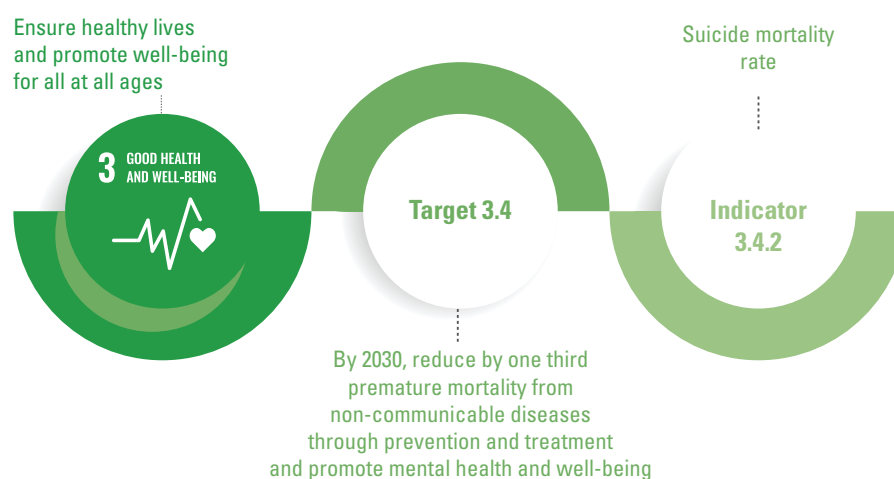 Ensure healthy lives
and promote well-being
for all at all ages
3 GOOD HEALTH
AND WELL-BEING
Target 3.4
By 2030, reduce by one third
premature mortality from
non-communicable diseases
through prevention and treatment
and promote mental health and well-being
Suicide mortality
rate
Indicator
3.4.2